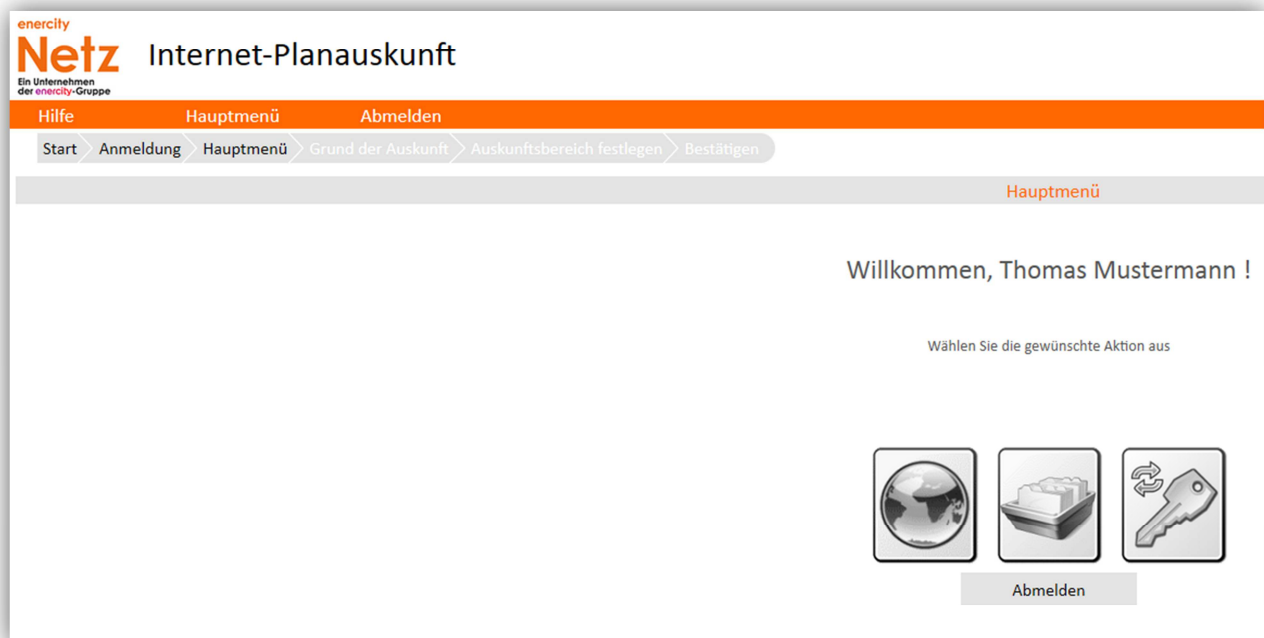 enercity
Netz
Ein Unternehmen
der enercity-Gruppe
Internet-Planauskunft
Hilfe Hauptmenü Abmelden
Start Anmeldung Hauptmenü Grund der Auskunft Auskunftsbereich festlegen Bestätigen
Hauptmenü
Willkommen, Thomas Mustermann !
Wählen Sie die gewünschte Aktion aus
Abmelden